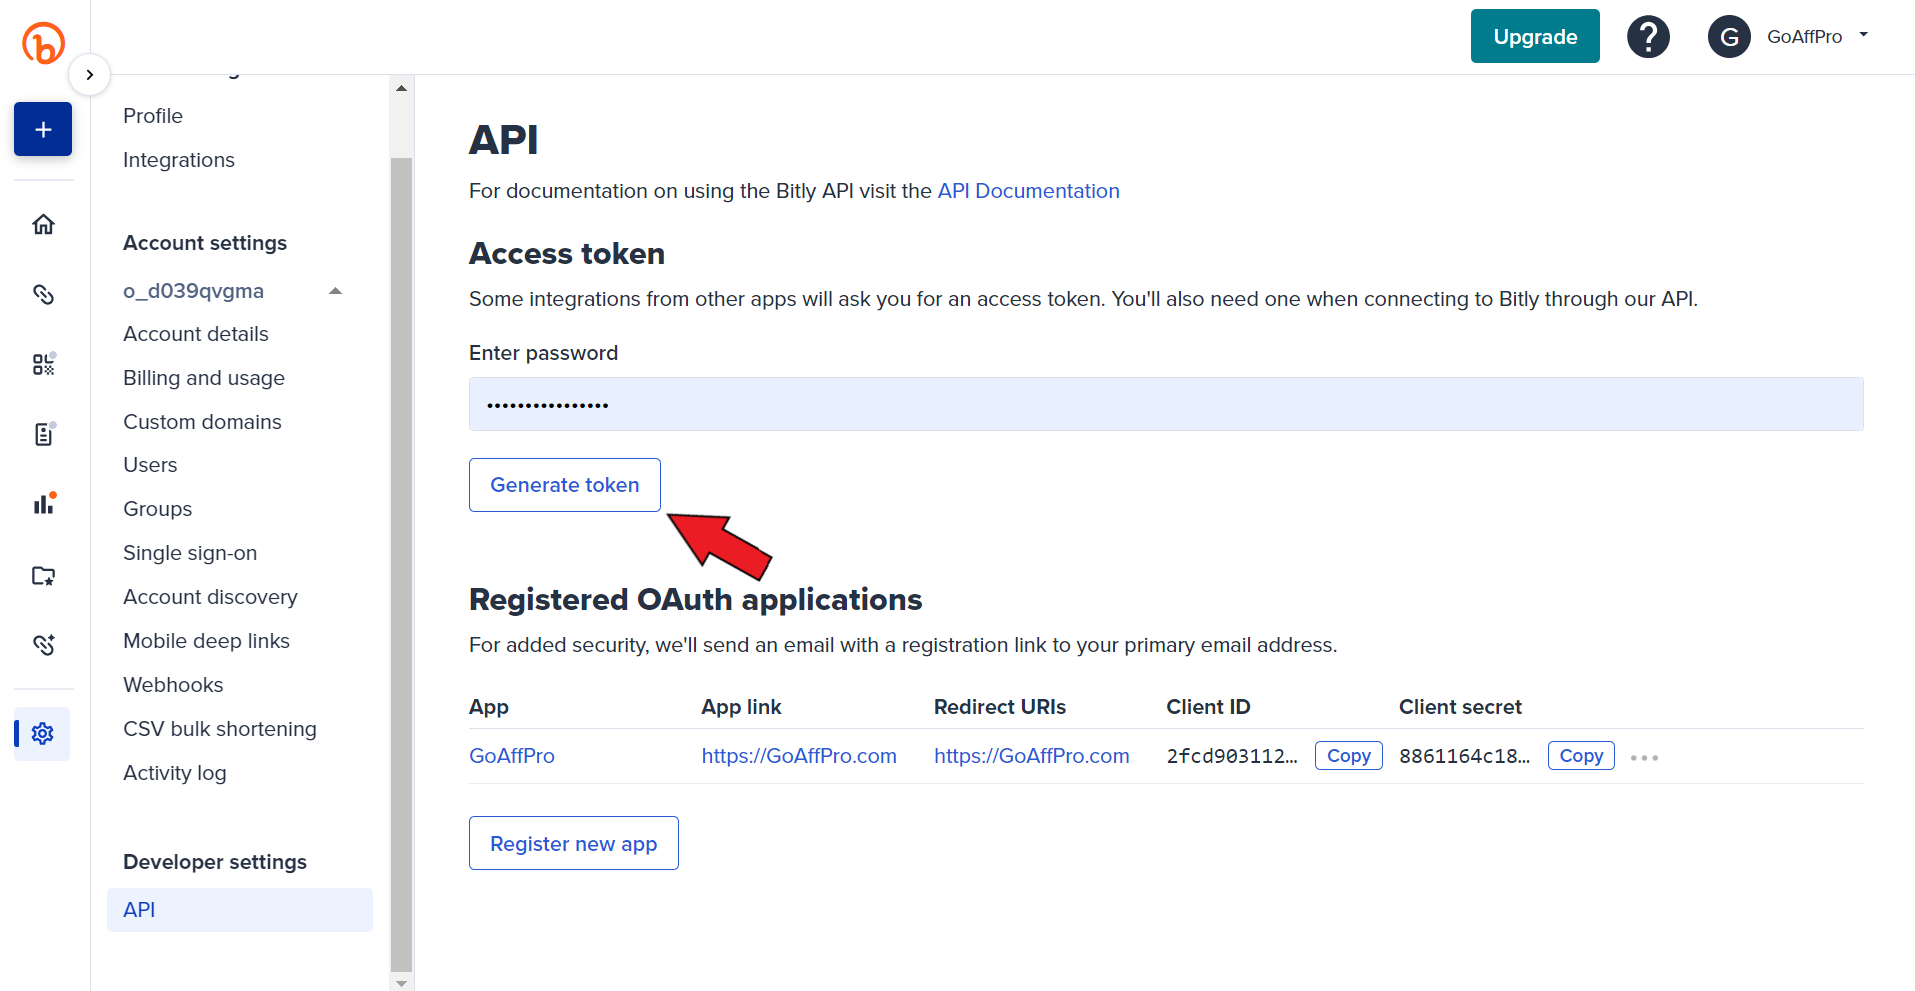 b
Upgrade
?
G
GoAffPro
+
Profile
Integrations
Account settings
o_d039qvgma
Account details
Billing and usage
Custom domains
Users
Groups
Single sign-on
Account discovery
Mobile deep links
Webhooks
CSV bulk shortening
Activity log
Developer settings
API
API
For documentation on using the Bitly API visit the API Documentation
Access token
Some integrations from other apps will ask you for an access token. You'll also need one when connecting to Bitly through our API.
Enter password
••••••••••••••••
Generate token
Registered OAuth applications
For added security, we'll send an email with a registration link to your primary email address.
App App link Redirect URIs Client ID Client secret
GoAffPro https://GoAffPro.com https://GoAffPro.com 2fcd903112... Copy 8861164c18... Copy
Register new app